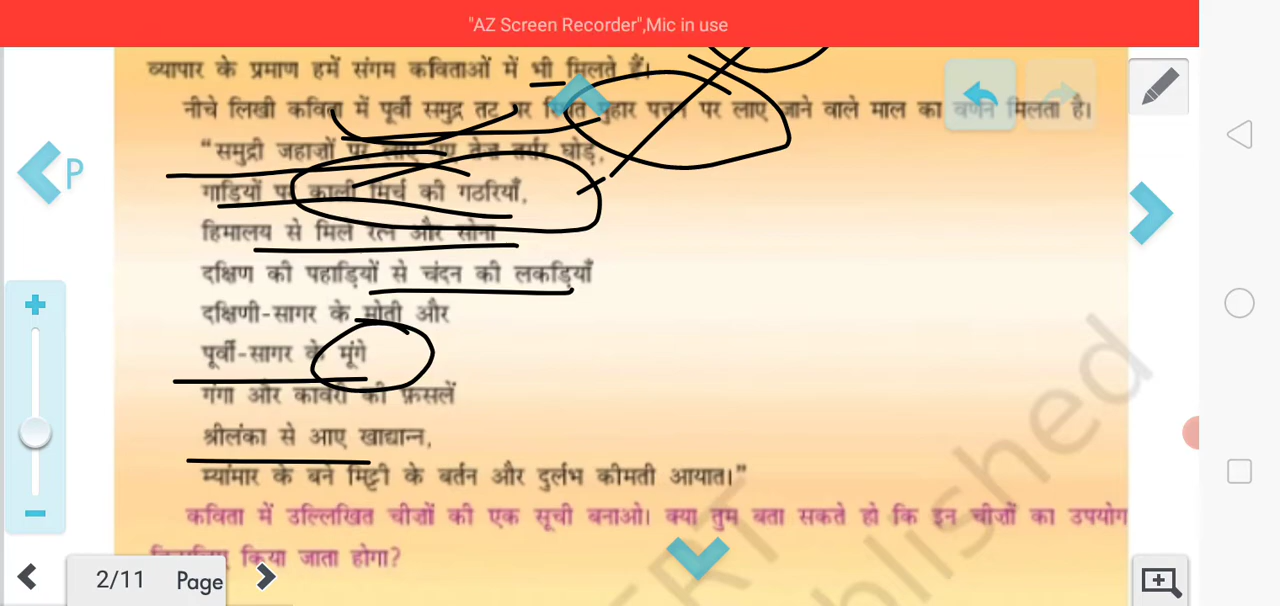 "AZ Screen Recorder",Mic in use
व्यापार के प्रमाण हमें संगम कविताओं में भी मिलते हैं।
नीचे लिखी कविता में पूर्वी समुद्र तट पर स्थित पुहार पत्तन पर लाए जाने वाले माल का वर्णन मिलता है।
"समुद्री जहाज़ों पर लाए गए तेज़ तर्रार घोड़े,
गाड़ियों पर काली मिर्च की गठरियाँ,
हिमालय से मिले रत्न और सोना
दक्षिण की पहाड़ियों से चंदन की लकड़ियाँ
दक्षिणी-सागर के मोती और
पूर्वी-सागर के मूंगे
गंगा और कावेरी की फ़सलें
श्रीलंका से आए खाद्यान्न,
म्यांमार के बने मिट्टी के बर्तन और दुर्लभ कीमती आयात।"
कविता में उल्लिखित चीज़ों की एक सूची बनाओ। क्या तुम बता सकते हो कि इन चीज़ों का उपयोग
किया जाता होगा?
P
2/11 Page